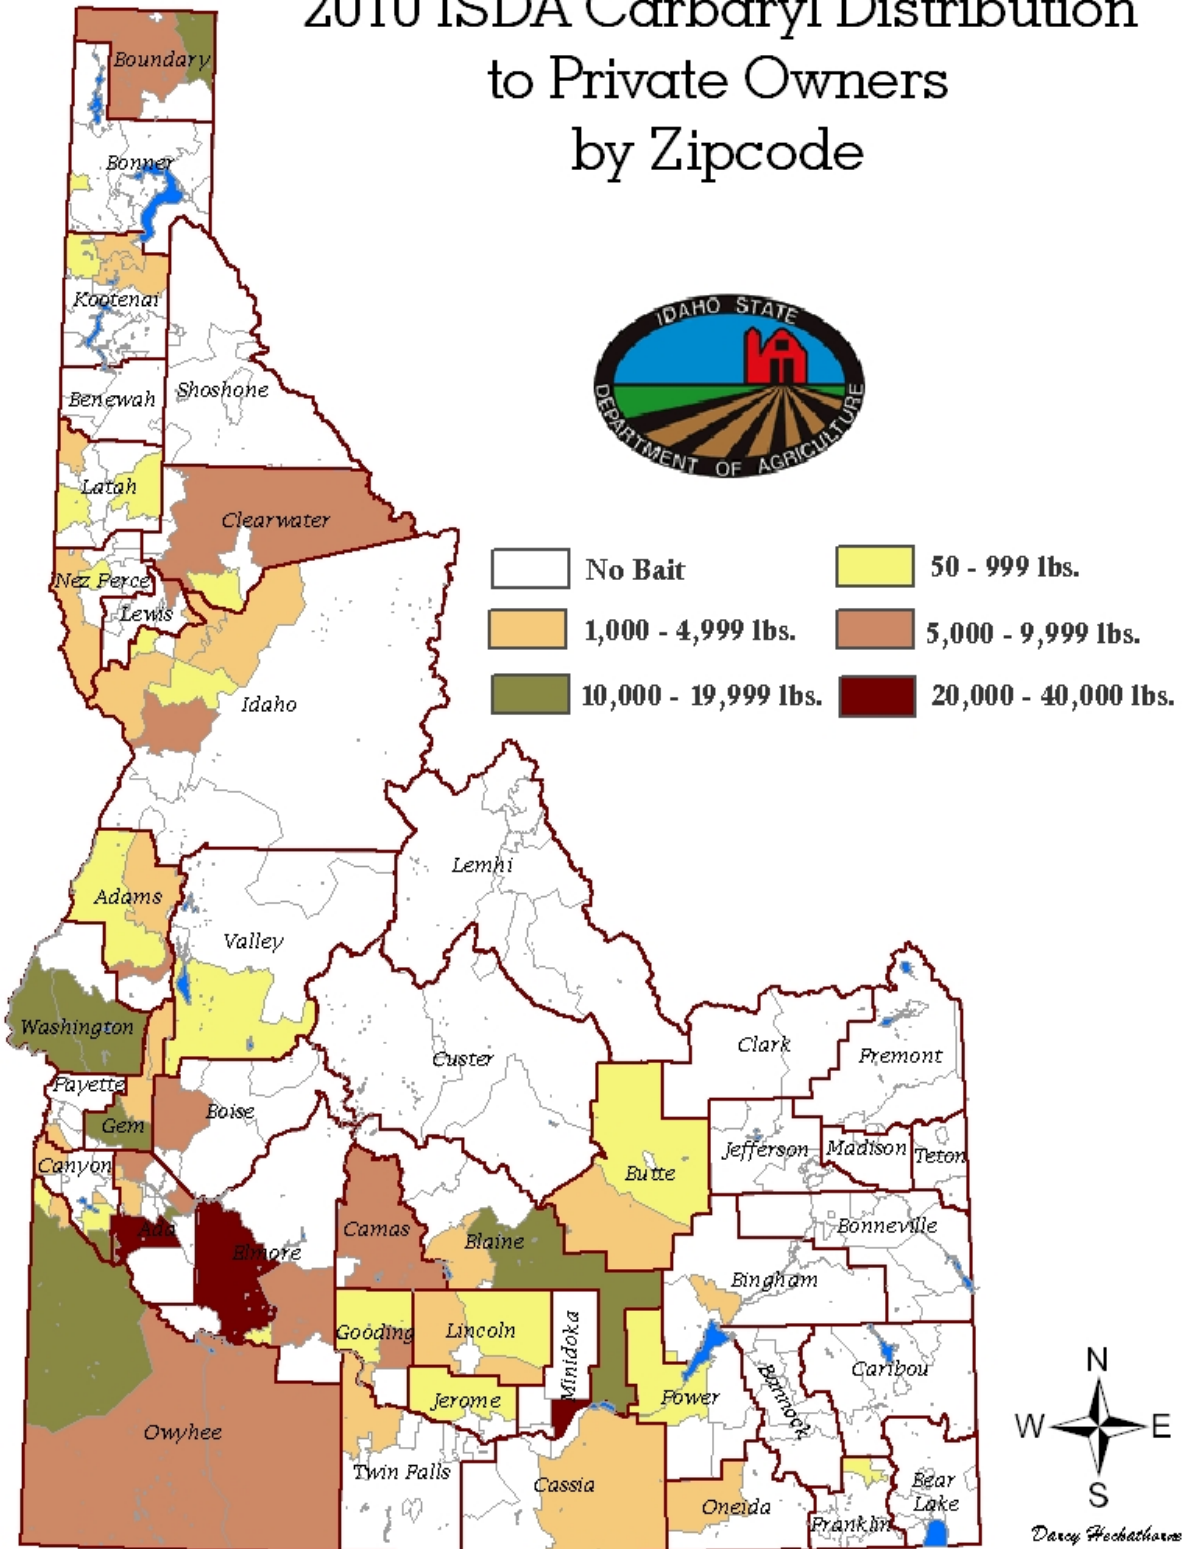 2010 ISDA Carbaryl Distribution
to Private Owners
by Zipcode
IDAHO STATE
DEPARTMENT OF AGRICULTURE
No Bait
50 - 999 lbs.
1,000 - 4,999 lbs.
5,000 - 9,999 lbs.
10,000 - 19,999 lbs.
20,000 - 40,000 lbs.
Boundary
Bonner
Kootenai
Benewah
Shoshone
Latah
Clearwater
Nez Perce
Lewis
Idaho
Lemhi
Adams
Valley
Washington
Custer
Clark
Fremont
Payette
Boise
Gem
Jefferson
Madison
Teton
Canyon
Butte
Ada
Elmore
Camas
Blaine
Bonneville
Bingham
Gooding
Lincoln
Minidoka
Caribou
Jerome
Power
Bannock
Owyhee
Twin Falls
Cassia
Oneida
Franklin
Bear
Lake
N
W E
S
Darcy Hechathorne